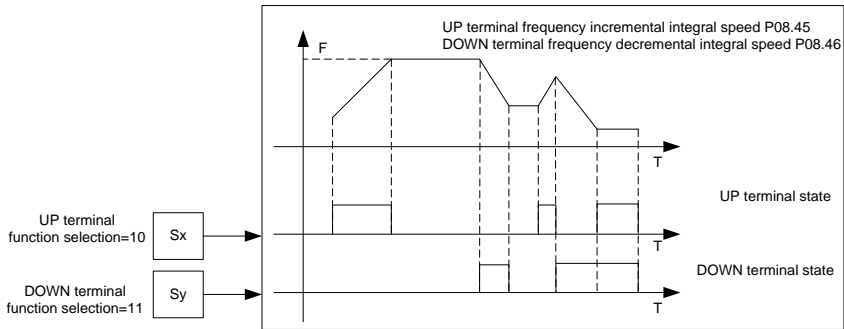 UP terminal frequency incremental integral speed P08.45
DOWN terminal frequency decremental integral speed P08.46
F
T
UP terminal state
UP terminal
function selection=10
Sx
T
DOWN terminal state
DOWN terminal
function selection=11
Sy
T